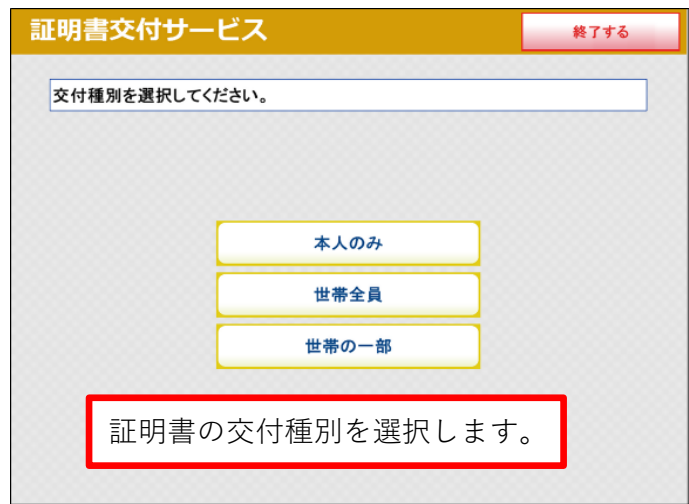 証明書交付サービス
終了する
交付種別を選択してください。
本人のみ
世帯全員
世帯の一部
証明書の交付種別を選択します。